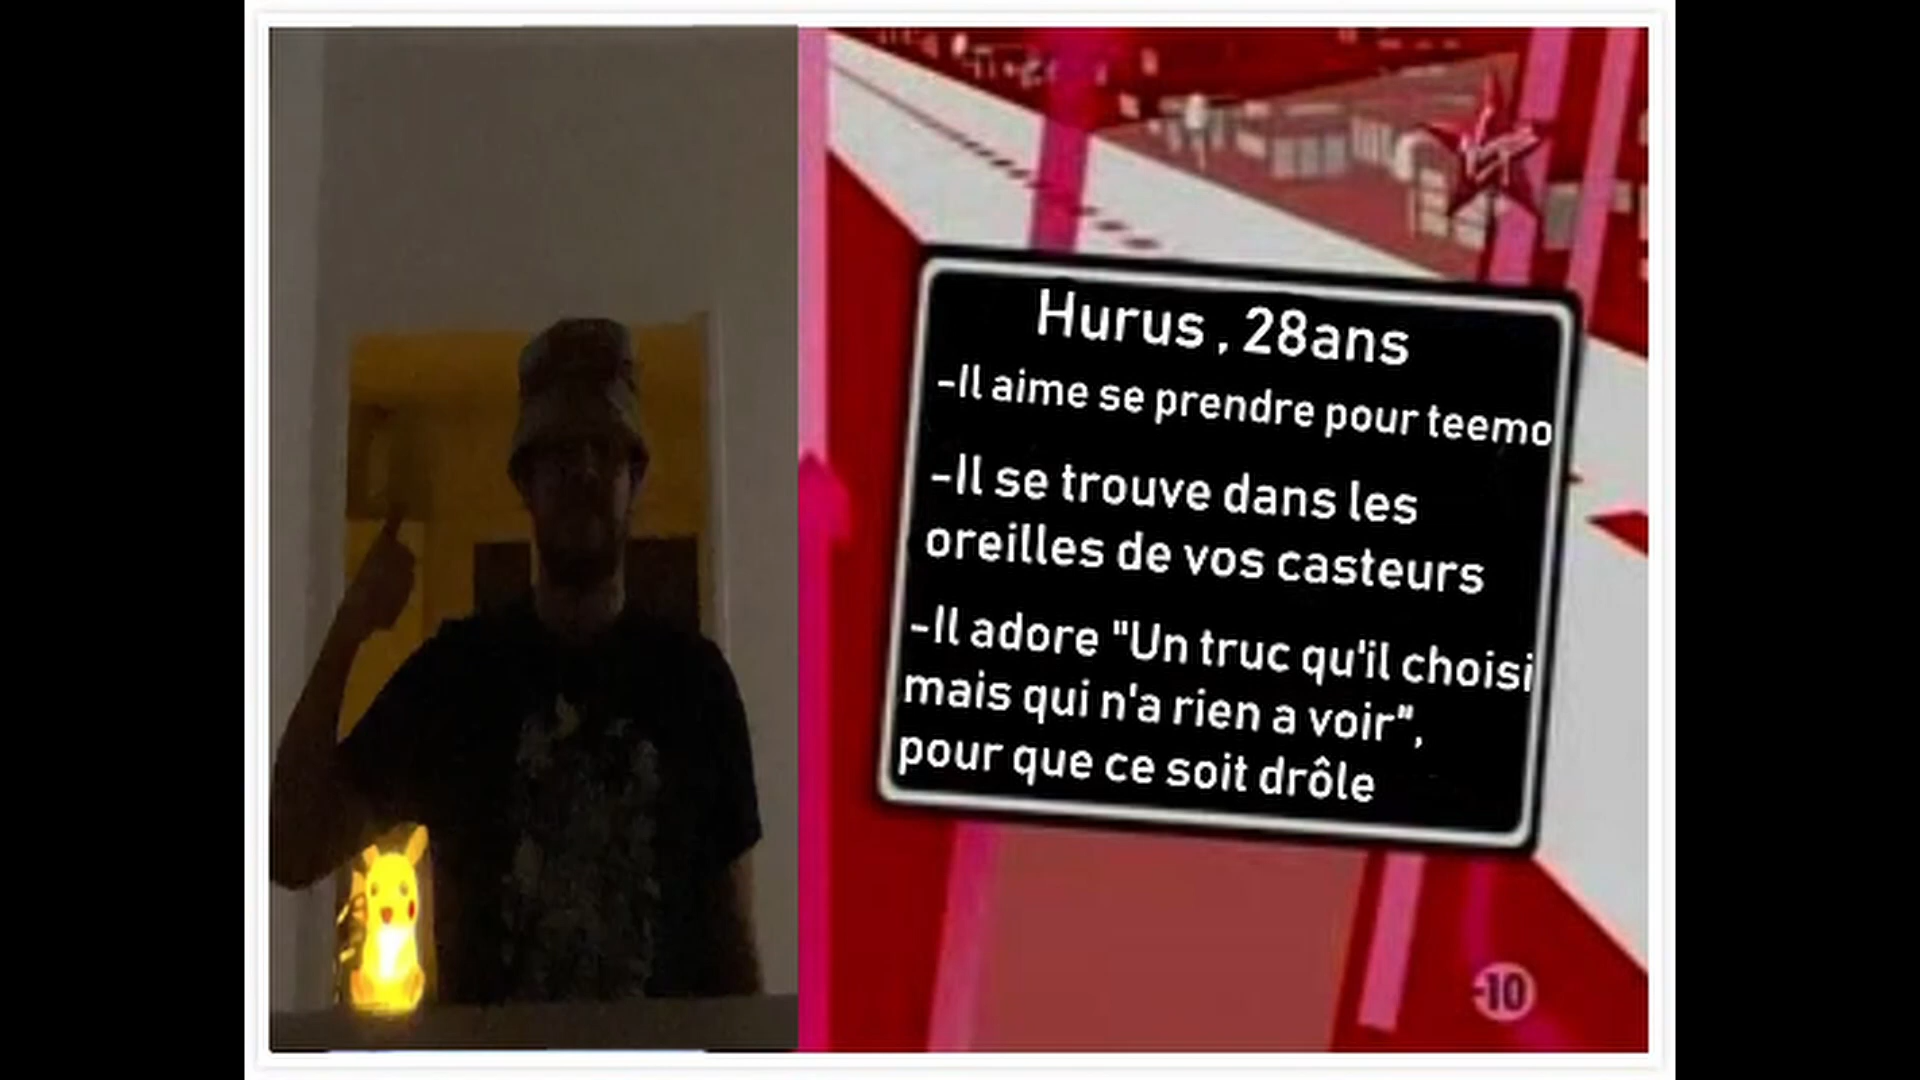 Hurus, 28ans
-Il aime se prendre pour teemo
-Il se trouve dans les
oreilles de vos casteurs
-Il adore "Un truc qu'il choisi
mais qui n'a rien a voir",
pour que ce soit drôle
-10